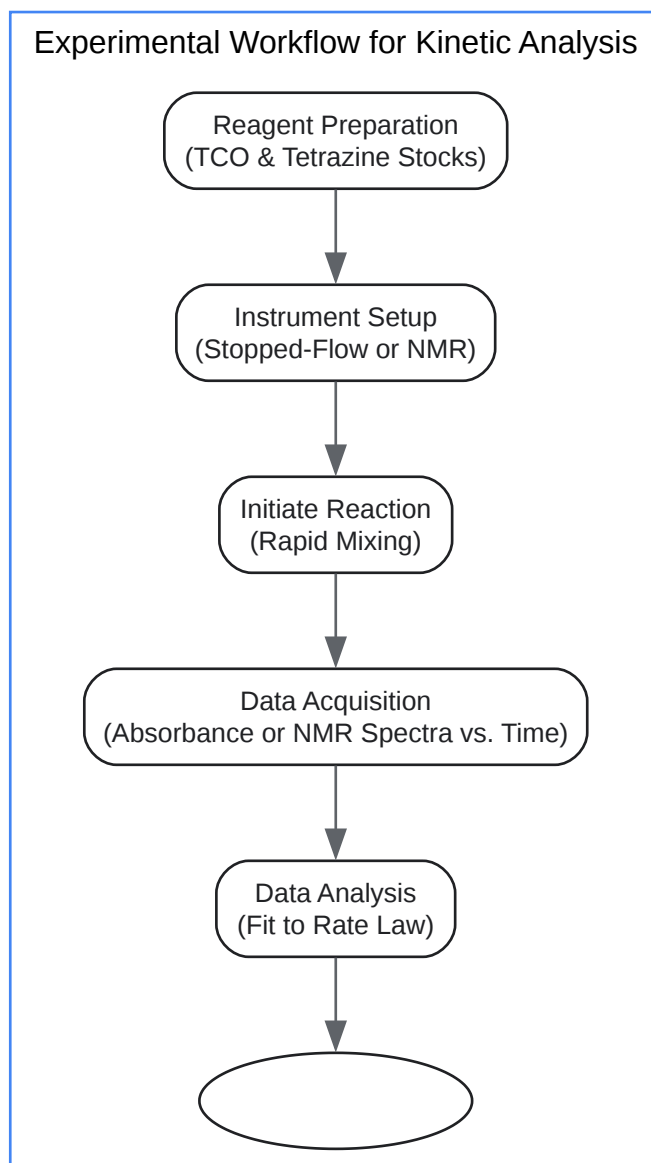 Experimental Workflow for Kinetic Analysis
Reagent Preparation
(TCO & Tetrazine Stocks)
Instrument Setup
(Stopped-Flow or NMR)
Initiate Reaction
(Rapid Mixing)
Data Acquisition
(Absorbance or NMR Spectra vs. Time)
Data Analysis
(Fit to Rate Law)